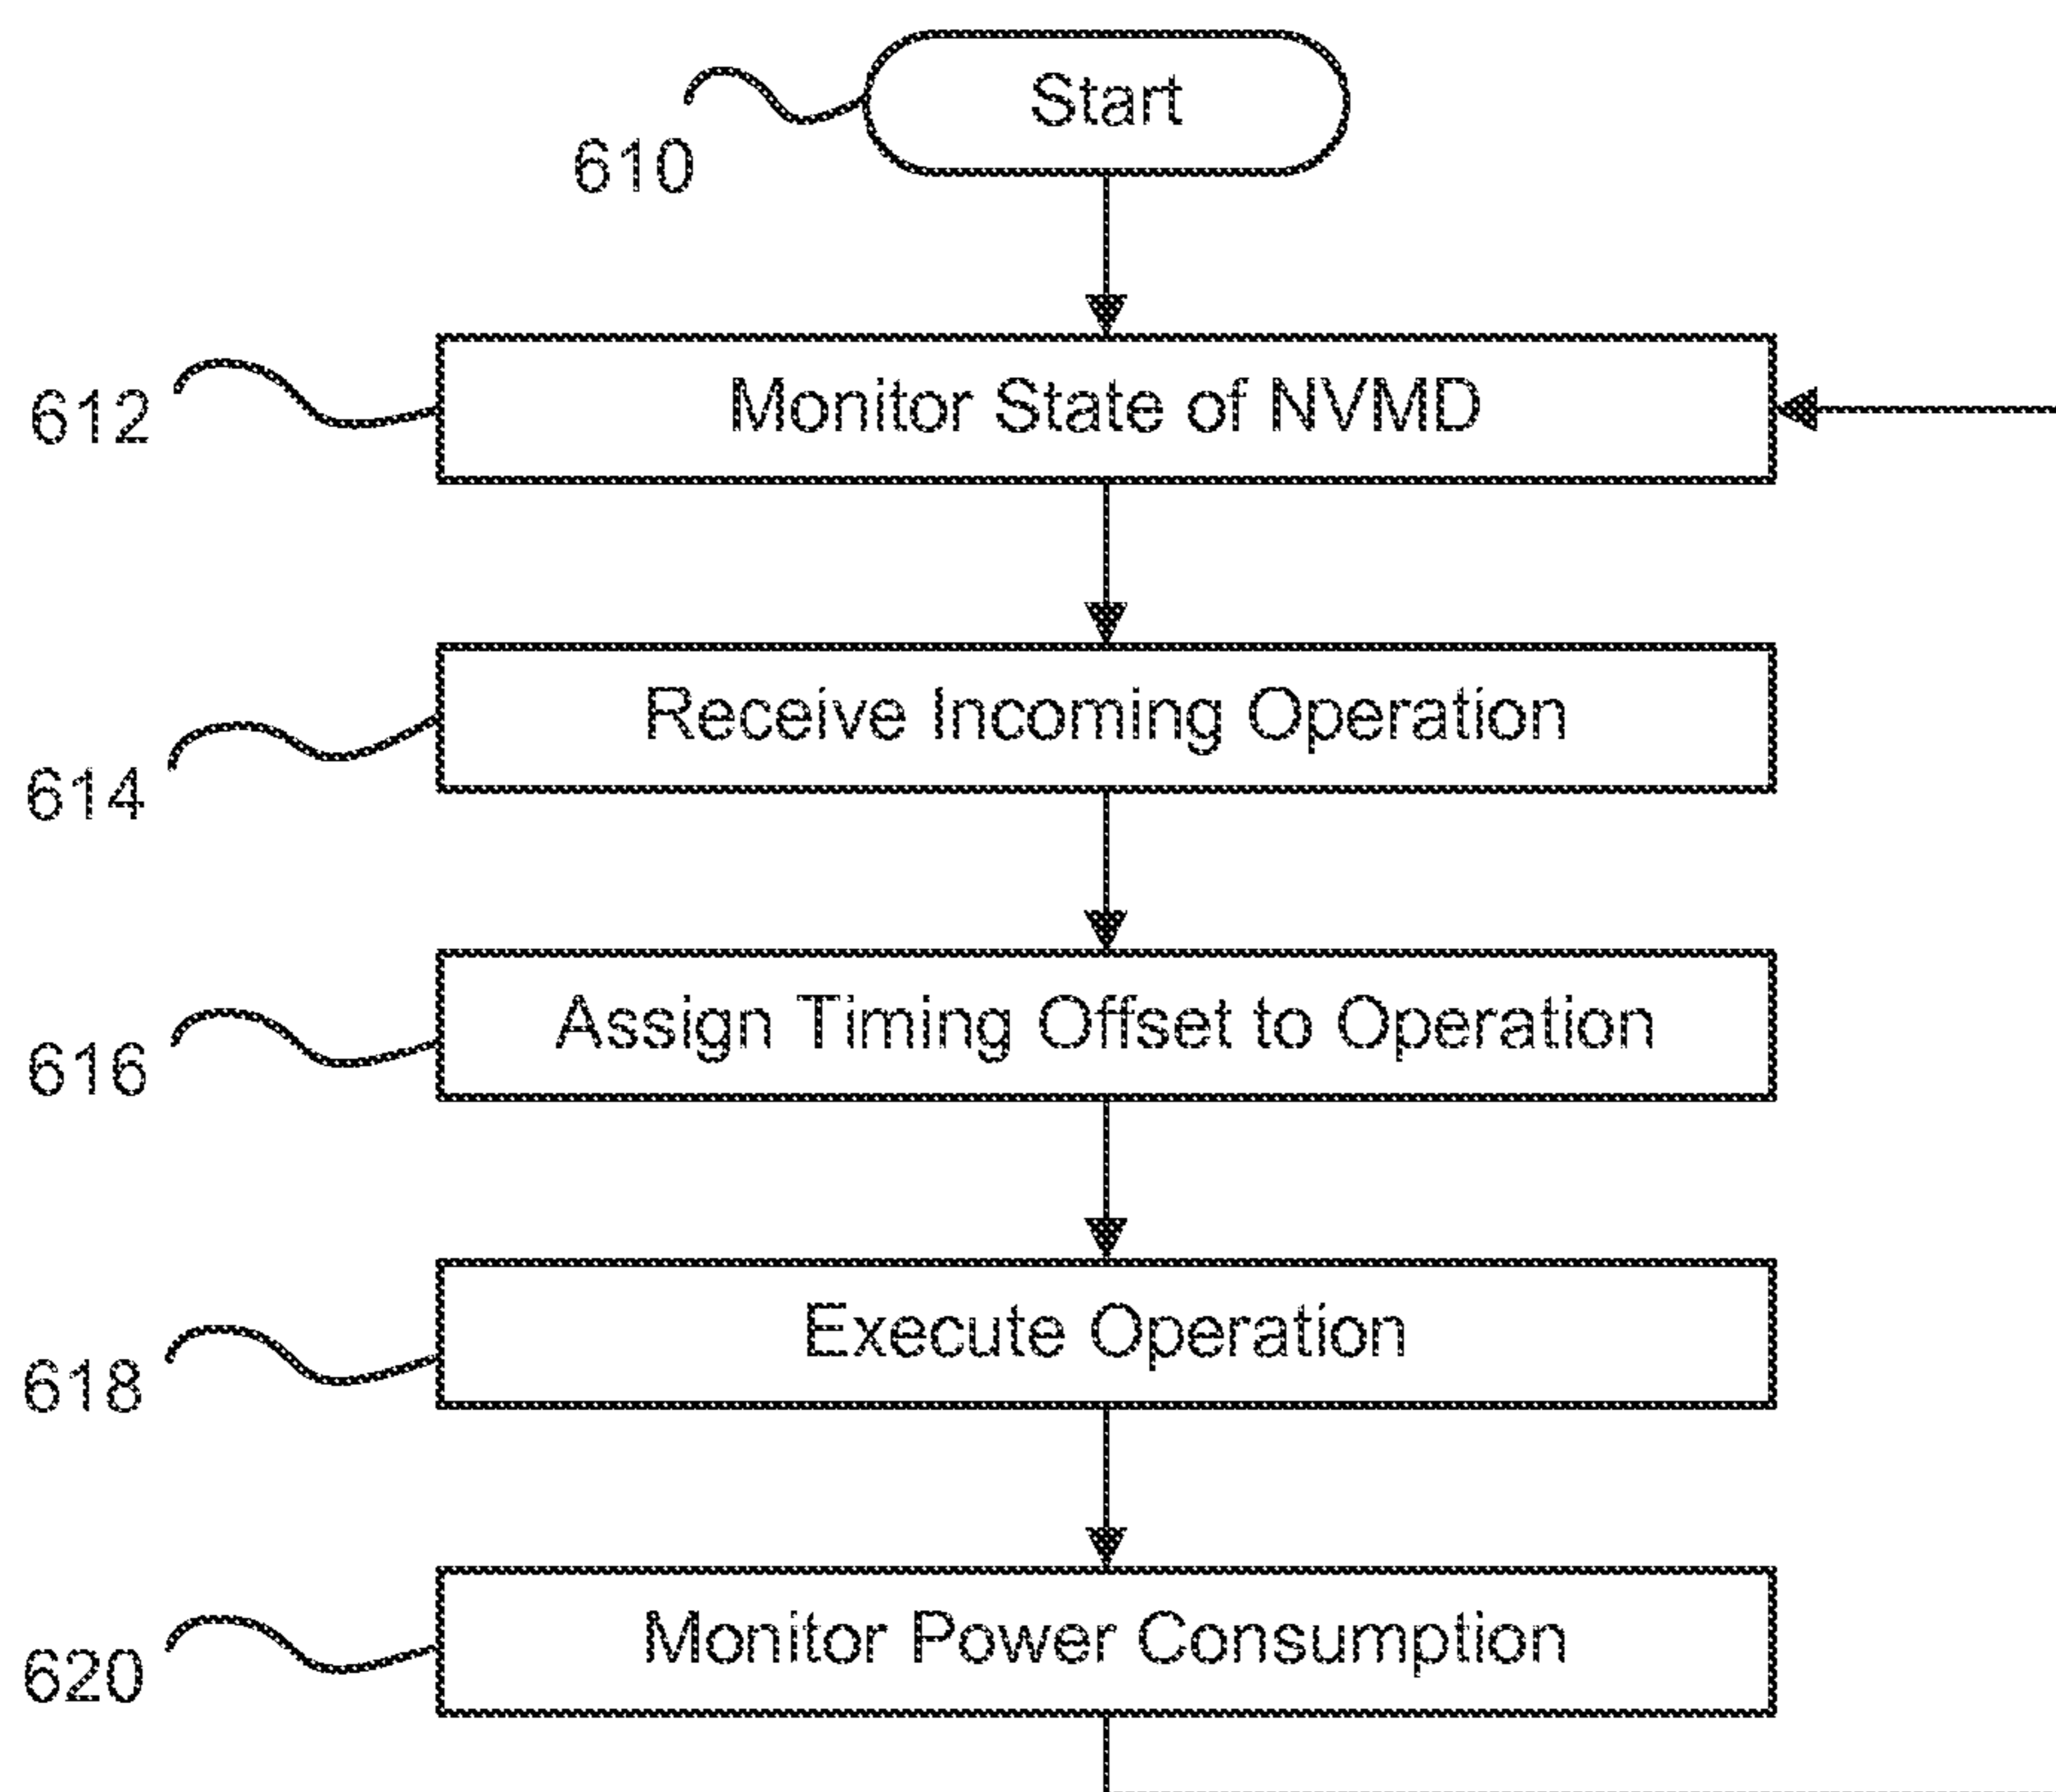 Start
610
Monitor State of NVMD
612
Receive Incoming Operation
614
Assign Timing Offset to Operation
616
Execute Operation
618
Monitor Power Consumption
620